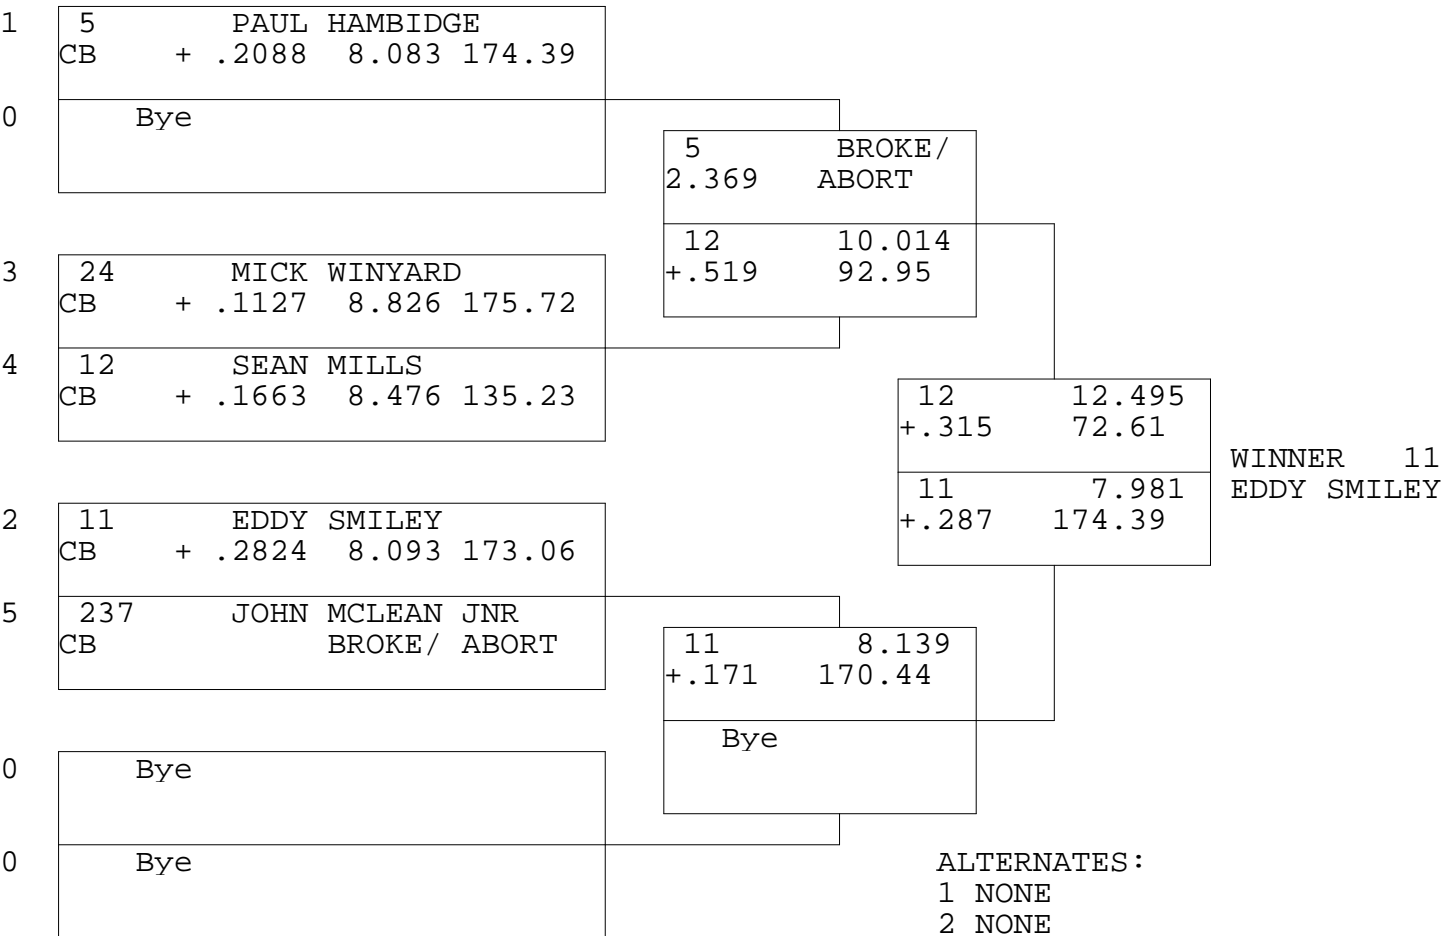 1 5 PAUL HAMBIDGE
CB + .2088 8.083 174.39
0 Bye
5 BROKE/
2.369 ABORT
12 10.014
+.519 92.95
3 24 MICK WINYARD
CB + .1127 8.826 175.72
4 12 SEAN MILLS
CB + .1663 8.476 135.23
12 12.495
+.315 72.61
11 7.981
+.287 174.39
WINNER 11
EDDY SMILEY
2 11 EDDY SMILEY
CB + .2824 8.093 173.06
5 237 JOHN MCLEAN JNR
CB BROKE/ ABORT
11 8.139
+.171 170.44
Bye
0 Bye
0 Bye
ALTERNATES:
1 NONE
2 NONE